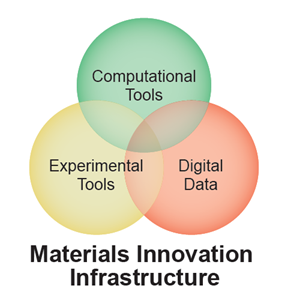 Computational
Tools
Experimental
Tools
Digital
Data
Materials Innovation
Infrastructure